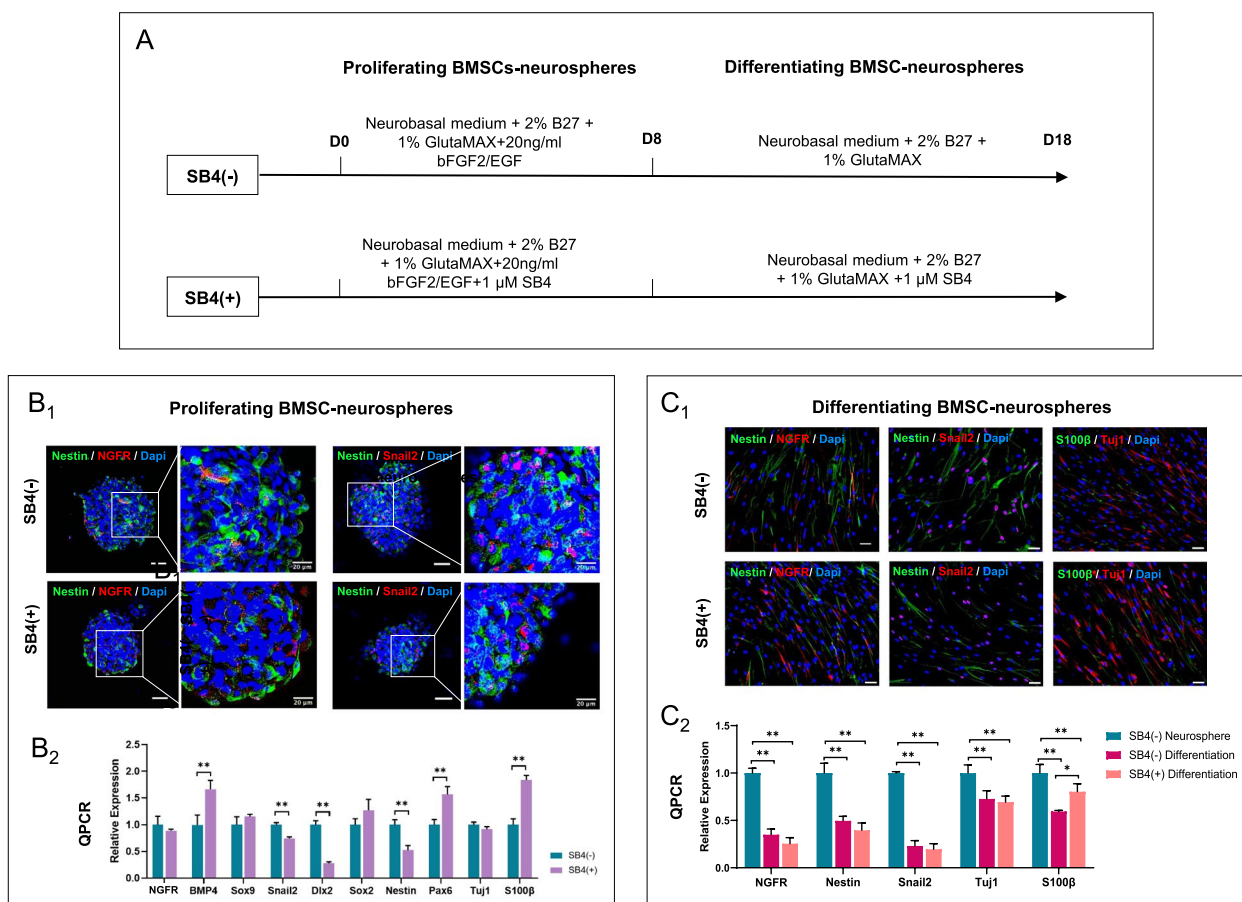 A
Proliferating BMSCs-neurospheres
Differentiating BMSC-neurospheres
D0
Neurobasal medium + 2% B27 +
1% GlutaMAX+20ng/ml
bFGF2/EGF
D8
Neurobasal medium + 2% B27 +
1% GlutaMAX
D18
SB4(-)
Neurobasal medium + 2% B27
+ 1% GlutaMAX+20ng/ml
bFGF2/EGF+1 μM SB4
Neurobasal medium + 2% B27
+ 1% GlutaMAX +1 μM SB4
SB4(+)
B1
Proliferating BMSC-neurospheres
SB4(-)
Nestin / NGFR / Dapi
20 μm
Nestin / Snail2 / Dapi
20μm
SB4(+)
Nestin / NGFR / Dapi
20 μm
Nestin / Snail2 / Dapi
20 μm
B2
QPCR
Relative Expression
2.5
2.0
1.5
1.0
0.5
0.0
**
**
**
**
**
**
NGFR BMP4 Sox9 Snail2 Dlx2 Sox2 Nestin Pax6 Tuj1 S100β
SB4(-)
SB4(+)
C1
Differentiating BMSC-neurospheres
SB4(-)
Nestin / NGFR / Dapi
Nestin / Snail2 / Dapi
S100β / Tuj1 / Dapi
SB4(+)
Nestin / NGFR/ Dapi
Nestin / Snail2 / Dapi
S100β / Tuj1 / Dapi
C2
QPCR
Relative Expression
1.5
1.0
0.5
0.0
**
**
**
**
**
**
**
**
**
**
*
NGFR Nestin Snail2 Tuj1 S100β
SB4(-) Neurosphere
SB4(-) Differentiation
SB4(+) Differentiation